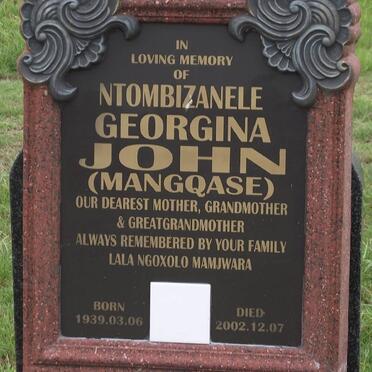 IN
LOVING MEMORY
OF
NTOMBIZANELE
GEORGINA
JOHN
(MANGQASE)
OUR DEAREST MOTHER, GRANDMOTHER
& GREATGRANDMOTHER
ALWAYS REMEMBERED BY YOUR FAMILY
LALA NGOXOLO MAMJWARA
BORN DIED
1939.03.06 2002.12.07